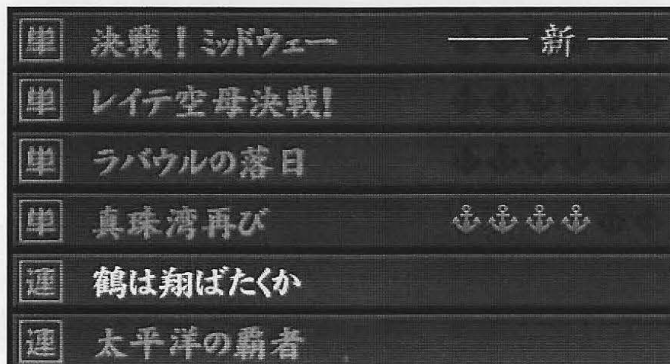 単 決戦！ミッドウェー 新
単 レイテ空母決戦!
単 ラバウルの落日
単 真珠湾再び
連 鶴は翔ばたくか
連 太平洋の覇者